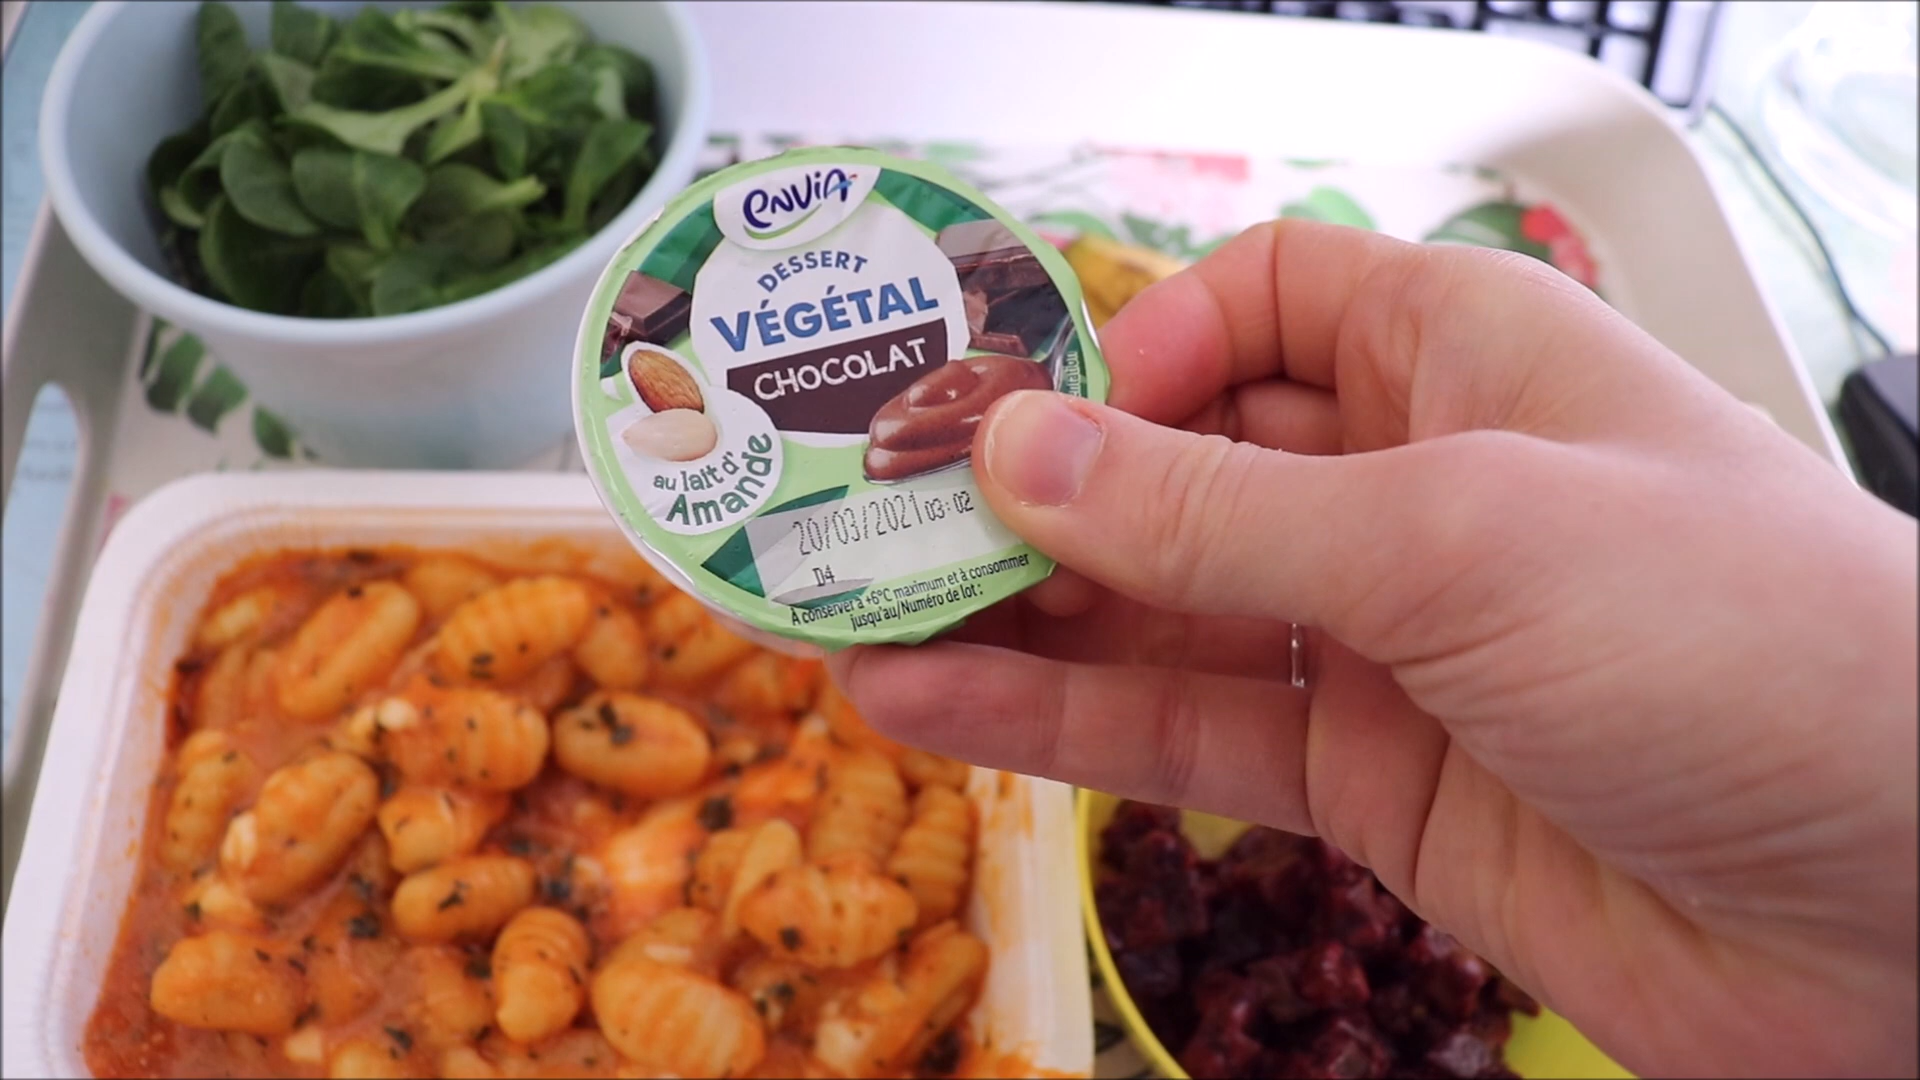 envia
DESSERT
VÉGÉTAL
CHOCOLAT
au lait d'
Amande
20/03/2021 03:02
D4
À conserver à +6°C maximum et à consommer
jusqu'au/Numéro de lot :